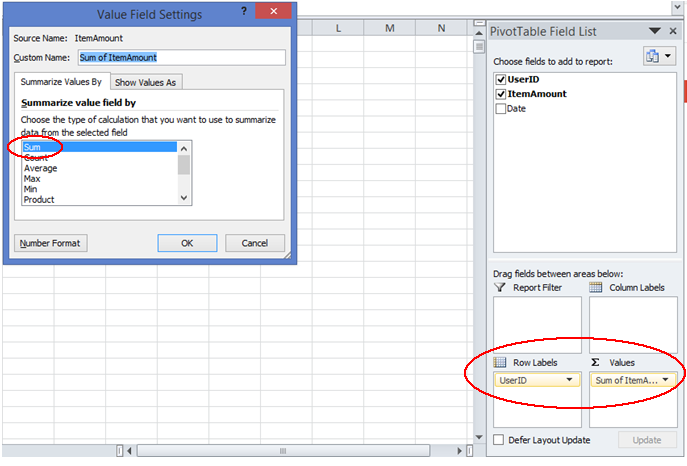 Value Field Settings
?
Source Name: ItemAmount
Custom Name: Sum of ItemAmount
Summarize Values By
Show Values As
Summarize value field by
Choose the type of calculation that you want to use to summarize
data from the selected field
Sum
Count
Average
Max
Min
Product
Number Format
OK
Cancel
L
M
N
PivotTable Field List
Choose fields to add to report:
UserID
ItemAmount
Date
Drag fields between areas below:
Report Filter
Column Labels
Row Labels
Σ Values
UserID
Sum of ItemA...
Defer Layout Update
Update